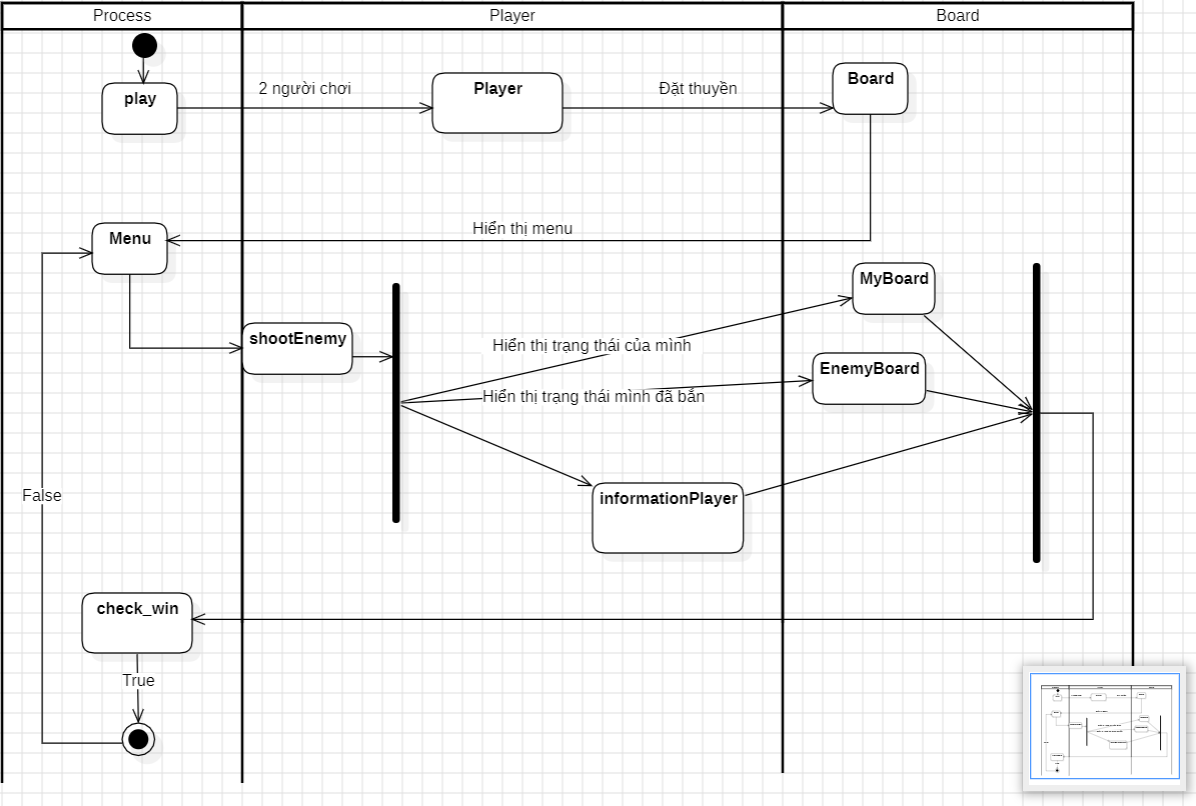 Process
Player
Board
play
2 người chơi
Player
Đặt thuyền
Board
Menu
Hiển thị menu
MyBoard
shootEnemy
Hiển thị trạng thái của mình
EnemyBoard
Hiển thị trạng thái mình đã bắn
informationPlayer
False
check_win
True